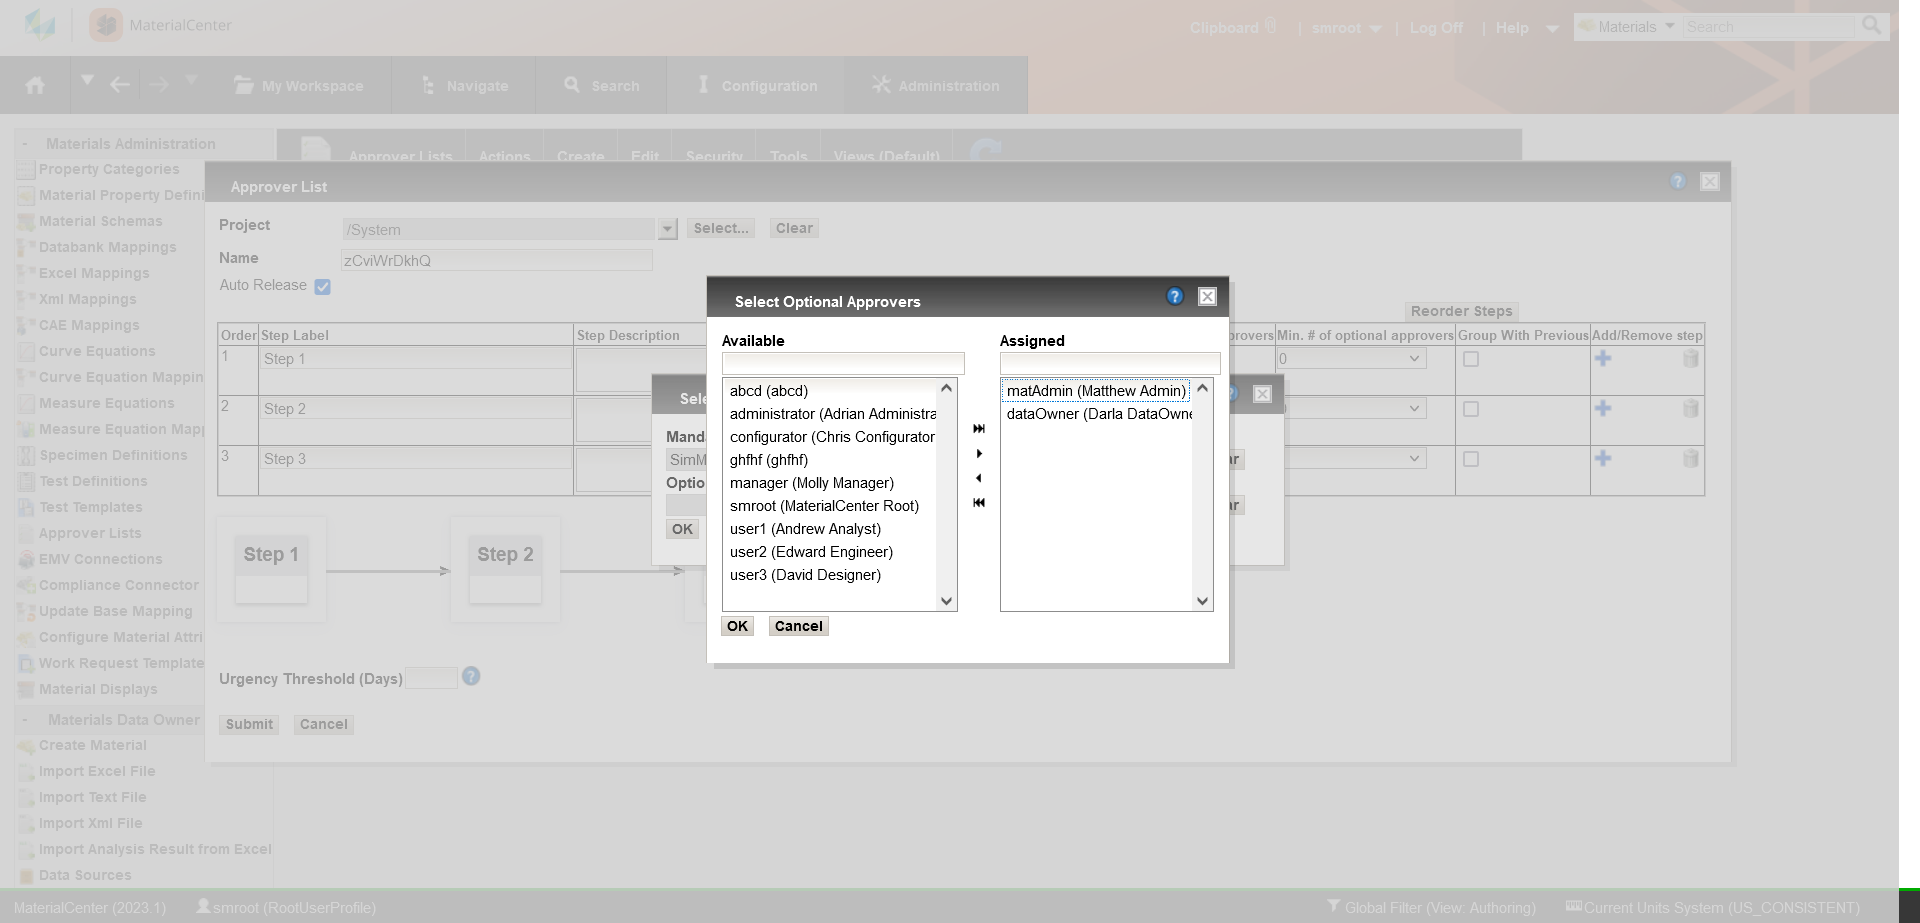 MaterialCenter
Clipboard | smroot | Log Off | Help Materials Search
My Workspace Navigate Search Configuration Administration
- Materials Administration
Property Categories
Material Property Defini
Material Schemas
Databank Mappings
Excel Mappings
Xml Mappings
CAE Mappings
Curve Equations
Curve Equation Mappin
Measure Equations
Measure Equation Mapp
Specimen Definitions
Test Definitions
Test Templates
Approver Lists
EMV Connections
Compliance Connector
Update Base Mapping
Configure Material Attri
Work Request Template
Material Displays
- Materials Data Owner
Create Material
Import Excel File
Import Text File
Import Xml File
Import Analysis Result from Excel
Data Sources
Approver Lists Actions Create Edit Security Tools Views (Default)
Approver List ?
Project /System Select... Clear
Name zCviWrDkhQ
Auto Release
Reorder Steps
Order Step Label Step Description rovers Min. # of optional approvers Group With Previous Add/Remove step
1 Step 1 0
2 Step 2
3 Step 3
Step 1 Step 2
Urgency Threshold (Days) ?
Submit Cancel
Sele
Manda
SimM ar
Optio
ar
OK
Select Optional Approvers ?
Available Assigned
abcd (abcd)
administrator (Adrian Administra
configurator (Chris Configurator
ghfhf (ghfhf)
manager (Molly Manager)
smroot (MaterialCenter Root)
user1 (Andrew Analyst)
user2 (Edward Engineer)
user3 (David Designer)
matAdmin (Matthew Admin)
dataOwner (Darla DataOwne
OK Cancel
MaterialCenter (2023.1) smroot (RootUserProfile) Global Filter (View: Authoring) Current Units System (US_CONSISTENT)